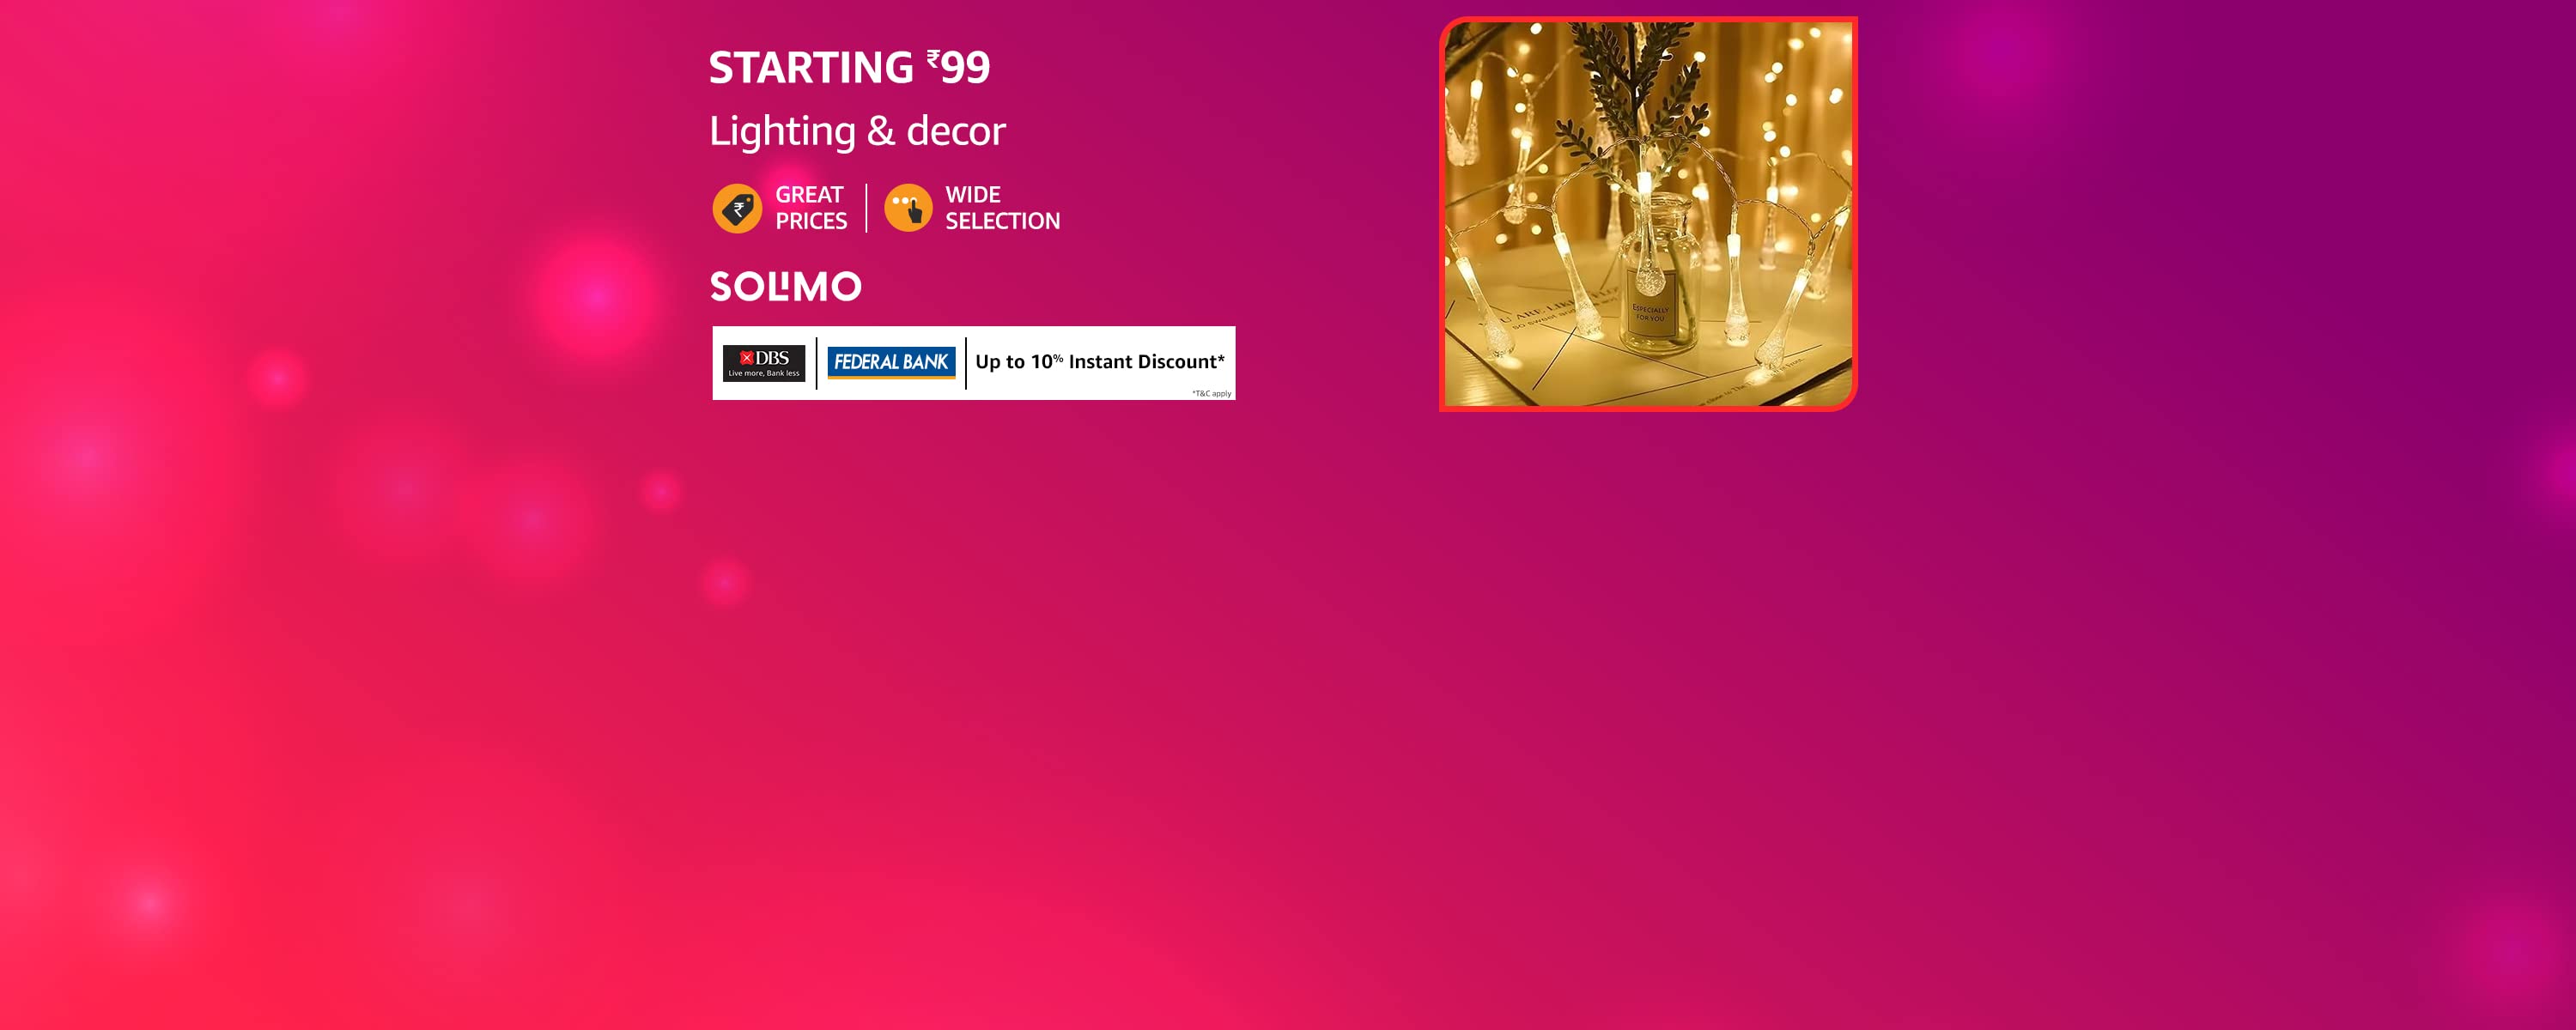 STARTING ₹99
Lighting & decor
GREAT
PRICES
WIDE
SELECTION
SOLIMO
DBS
Live more, Bank less
FEDERAL BANK
Up to 10% Instant Discount*
*T&C apply
ESPECIALLY
FOR YOU